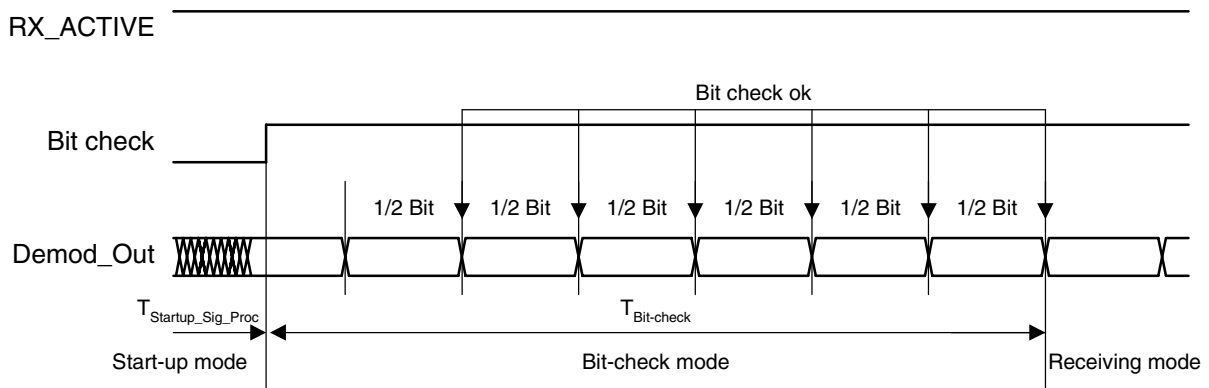 RX_ACTIVE
Bit check ok
Bit check
1/2 Bit 1/2 Bit 1/2 Bit 1/2 Bit 1/2 Bit 1/2 Bit
Demod_Out
TStartup_Sig_Proc TBit-check
Start-up mode Bit-check mode Receiving mode